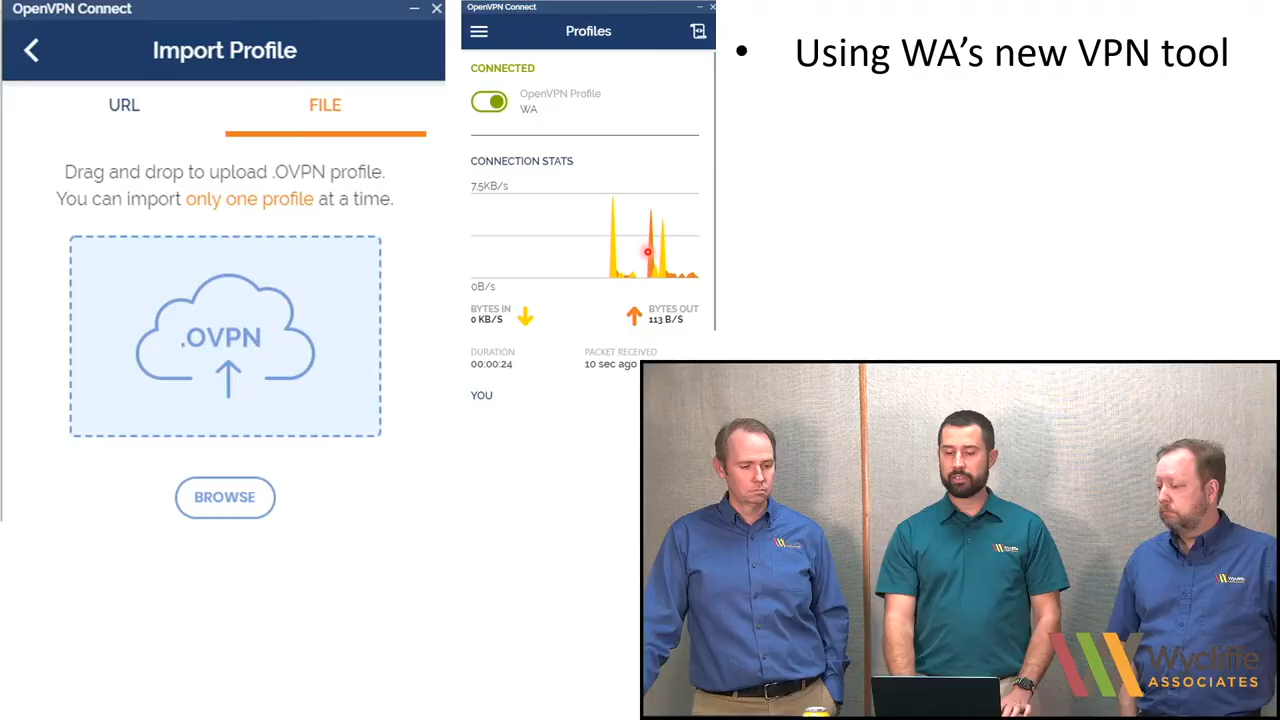 OpenVPN Connect
Import Profile
URL
FILE
Drag and drop to upload .OVPN profile.
You can import only one profile at a time.
.OVPN
BROWSE
OpenVPN Connect
Profiles
CONNECTED
OpenVPN Profile
WA
CONNECTION STATS
7.5KB/s
0B/s
BYTES IN
0 KB/S
BYTES OUT
113 B/S
DURATION
00:00:24
PACKET RECEIVED
10 sec ago
YOU
• Using WA’s new VPN tool
Wycliffe
ASSOCIATES